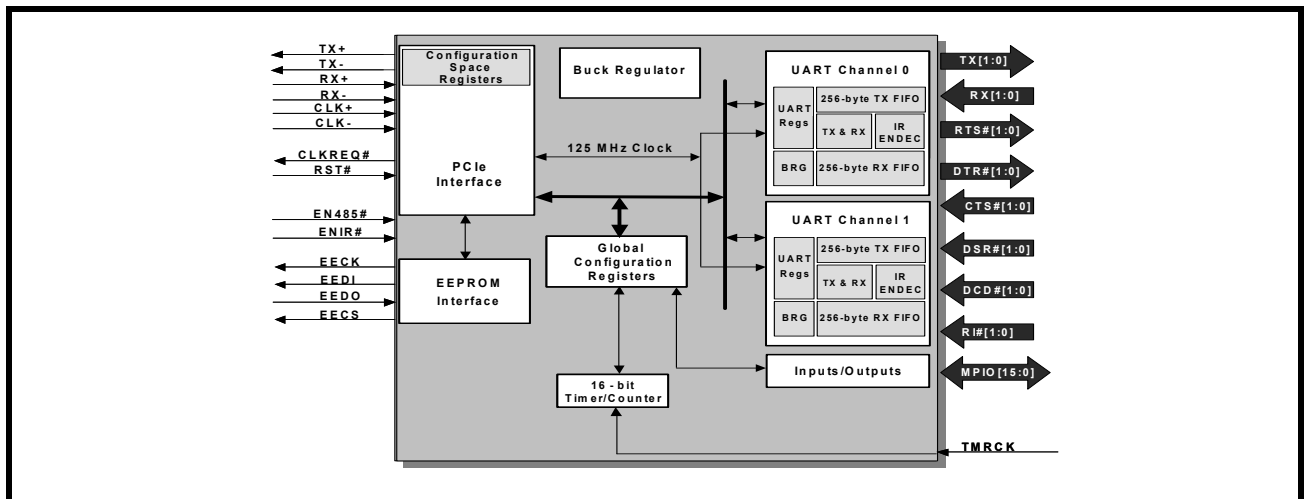 TX+
TX-
RX+
RX-
CLK+
CLK-
CLKREQ#
RST#
EN485#
ENIR#
EECK
EEDI
EEDO
EECS
Configuration
Space
Registers
PCIe
Interface
EEPROM
Interface
Buck Regulator
125 MHz Clock
Global
Configuration
Registers
16-bit
Timer/Counter
UART Channel 0
UART
Regs
256-byte TX FIFO
TX & RX
IR
ENDEC
BRG
256-byte RX FIFO
UART Channel 1
UART
Regs
256-byte TX FIFO
TX & RX
IR
ENDEC
BRG
256-byte RX FIFO
Inputs/Outputs
TX[1:0]
RX[1:0]
RTS#[1:0]
DTR#[1:0]
CTS#[1:0]
DSR#[1:0]
DCD#[1:0]
RI#[1:0]
MPIO[15:0]
TMRCK